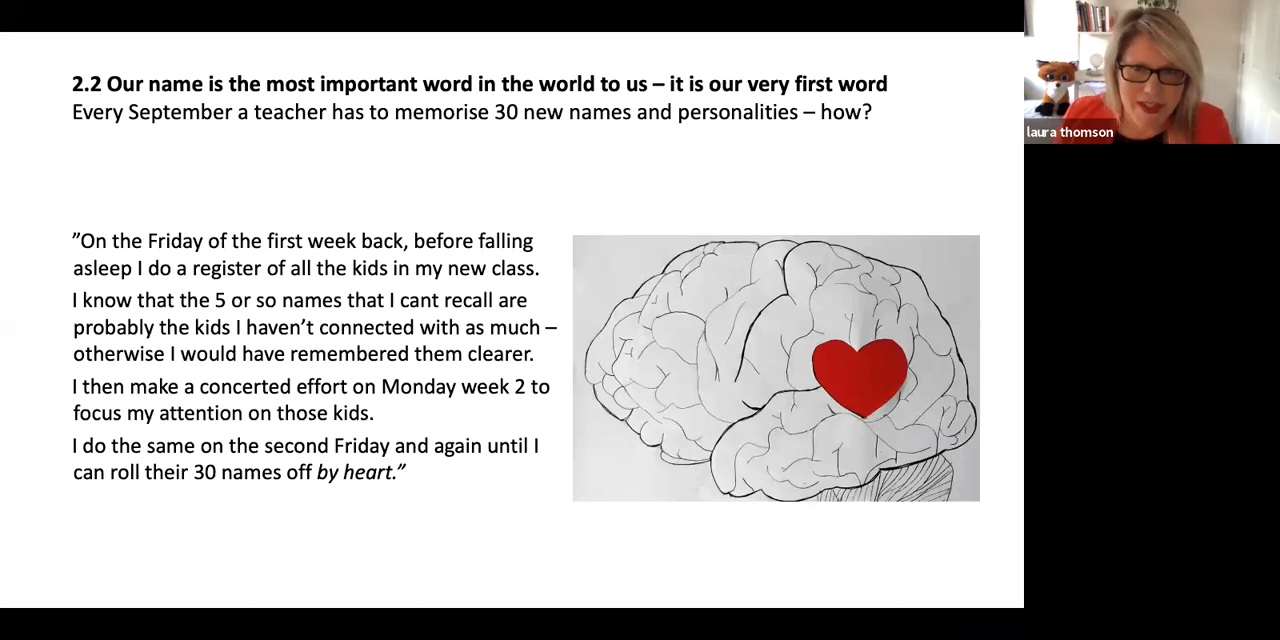 2.2 Our name is the most important word in the world to us – it is our very first word
Every September a teacher has to memorise 30 new names and personalities – how?
”On the Friday of the first week back, before falling
asleep I do a register of all the kids in my new class.
I know that the 5 or so names that I cant recall are
probably the kids I haven’t connected with as much –
otherwise I would have remembered them clearer.
I then make a concerted effort on Monday week 2 to
focus my attention on those kids.
I do the same on the second Friday and again until I
can roll their 30 names off by heart.”
laura thomson